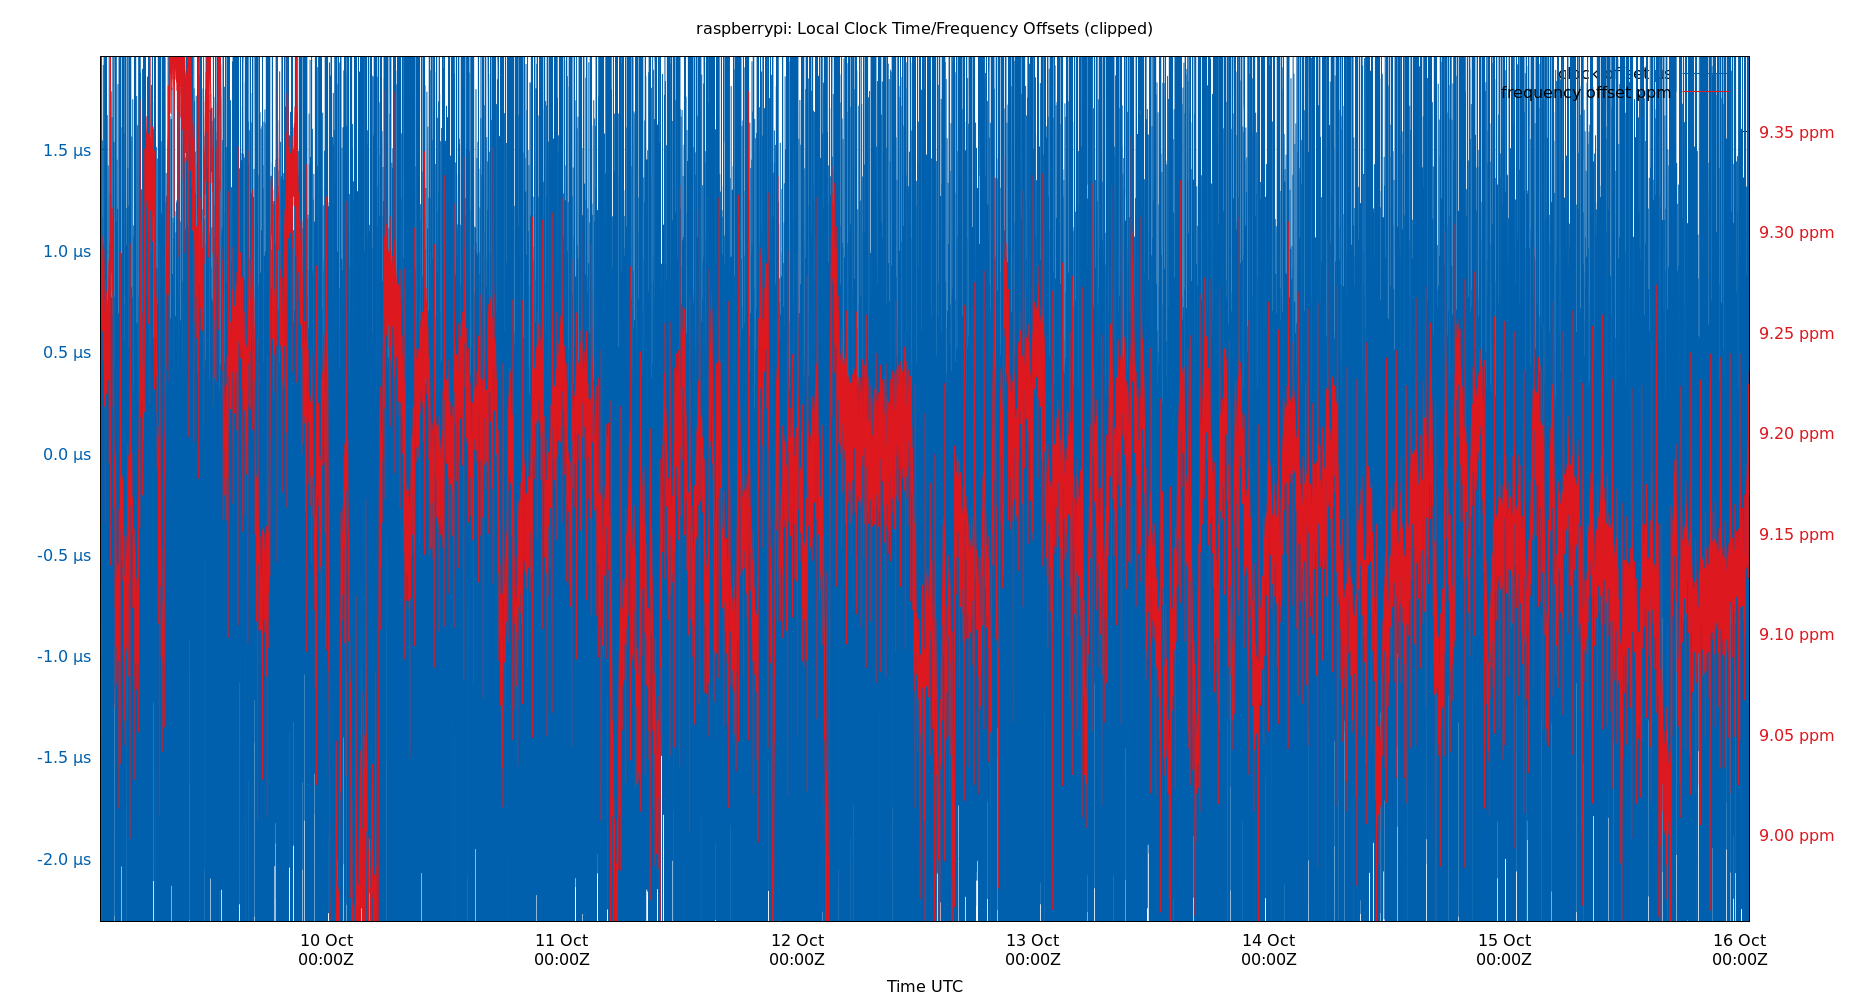 raspberrypi: Local Clock Time/Frequency Offsets (clipped)
clock offset µs
frequency offset ppm
1.5 µs
1.0 µs
0.5 µs
0.0 µs
-0.5 µs
-1.0 µs
-1.5 µs
-2.0 µs
9.35 ppm
9.30 ppm
9.25 ppm
9.20 ppm
9.15 ppm
9.10 ppm
9.05 ppm
9.00 ppm
10 Oct
00:00Z
11 Oct
00:00Z
12 Oct
00:00Z
13 Oct
00:00Z
14 Oct
00:00Z
15 Oct
00:00Z
16 Oct
00:00Z
Time UTC